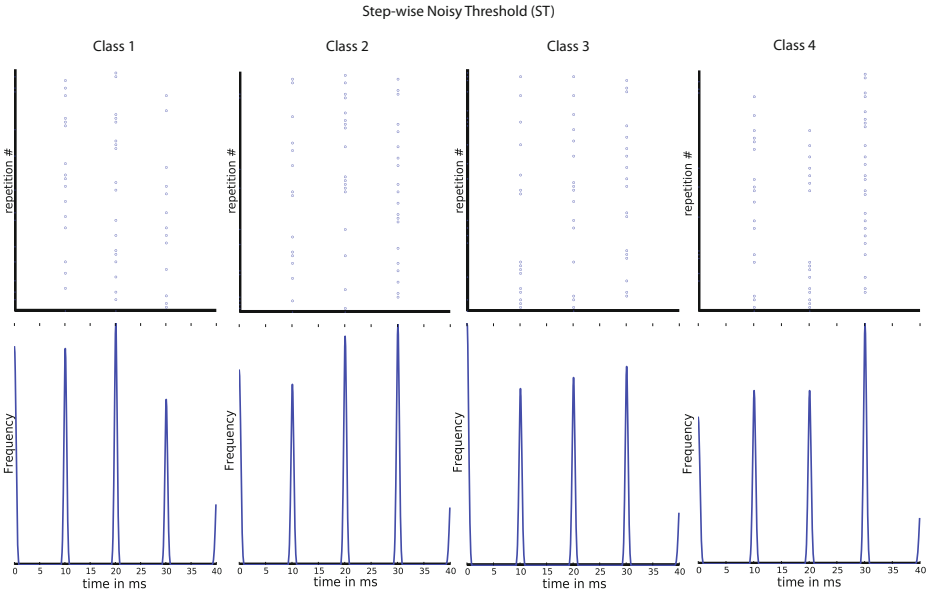 Step-wise Noisy Threshold (ST)
Class 1
Class 2
Class 3
Class 4
repetition #
repetition #
repetition #
repetition #
Frequency
Frequency
Frequency
Frequency
0 5 10 15 20 25 30 35 40
0 5 10 15 20 25 30 35 40
0 5 10 15 20 25 30 35 40
0 5 10 15 20 25 30 35 40
time in ms
time in ms
time in ms
time in ms